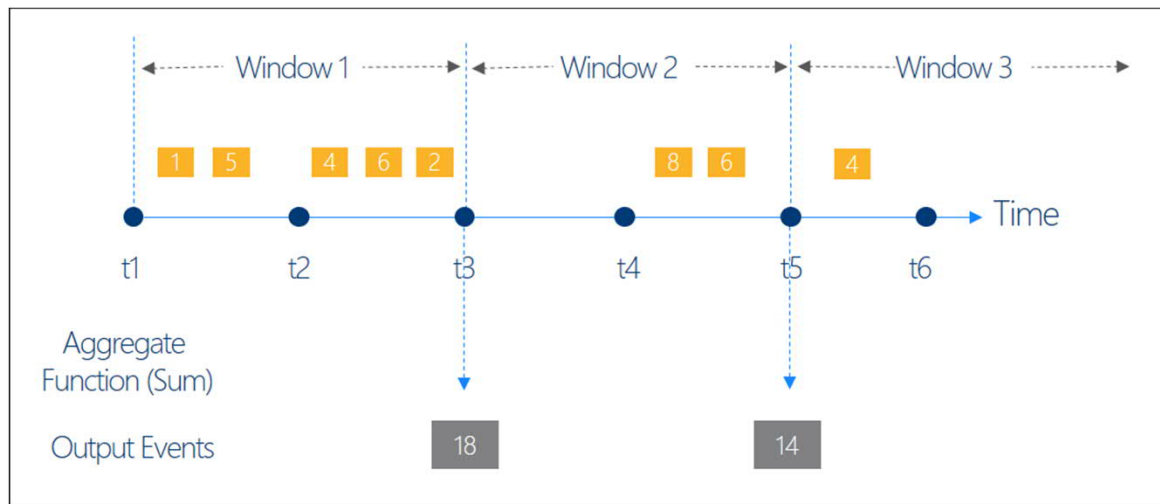 Window 1
Window 2
Window 3
1
5
4
6
2
8
6
4
Time
t1
t2
t3
t4
t5
t6
Aggregate
Function (Sum)
Output Events
18
14